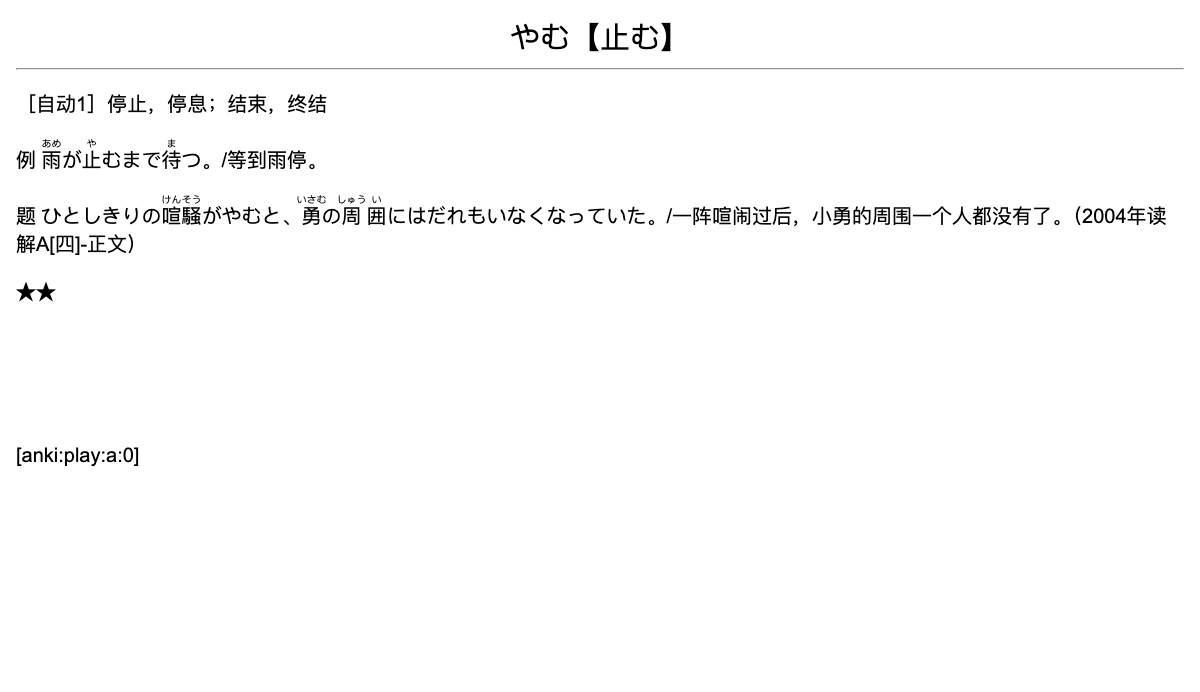 やむ【止む】
［自动1］停止，停息；结束，终结
あめ や ま
例 雨が止むまで待つ。/等到雨停。
けんそう いさむ しゅう い
题 ひとしきりの喧騒がやむと、勇の周 囲にはだれもいなくなっていた。/一阵喧闹过后，小勇的周围一个人都没有了。（2004年读
解A[四]-正文）
★★
[anki:play:a:0]